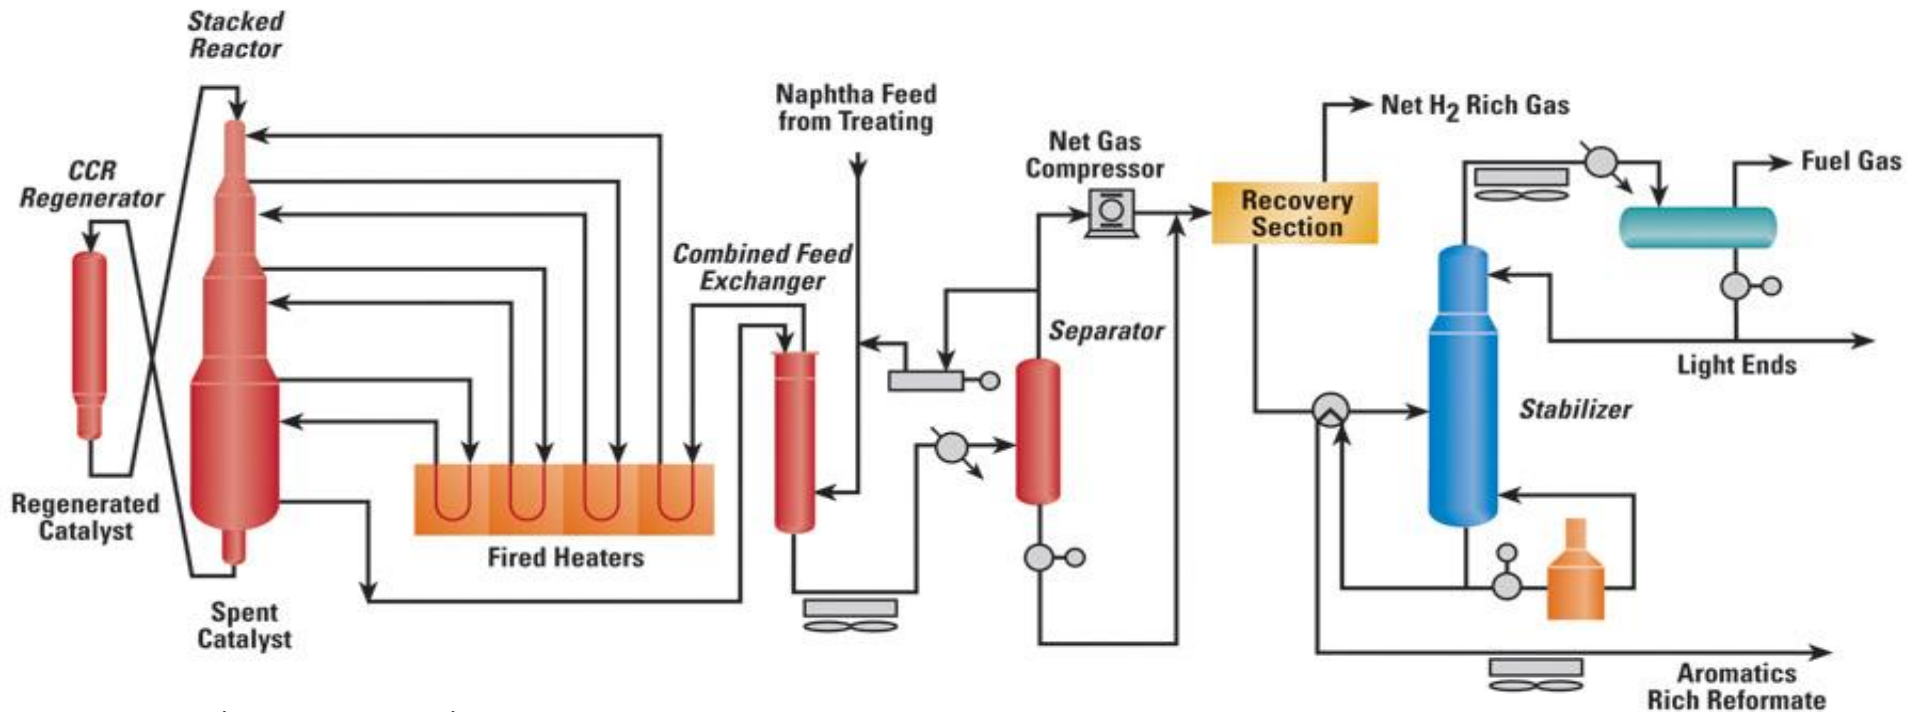 Stacked
Reactor
CCR
Regenerator
Naphtha Feed
from Treating
Net Gas
Compressor
Net H2 Rich Gas
Fuel Gas
Recovery
Section
Combined Feed
Exchanger
Separator
Light Ends
Stabilizer
Regenerated
Catalyst
Fired Heaters
Spent
Catalyst
Aromatics
Rich Reformate